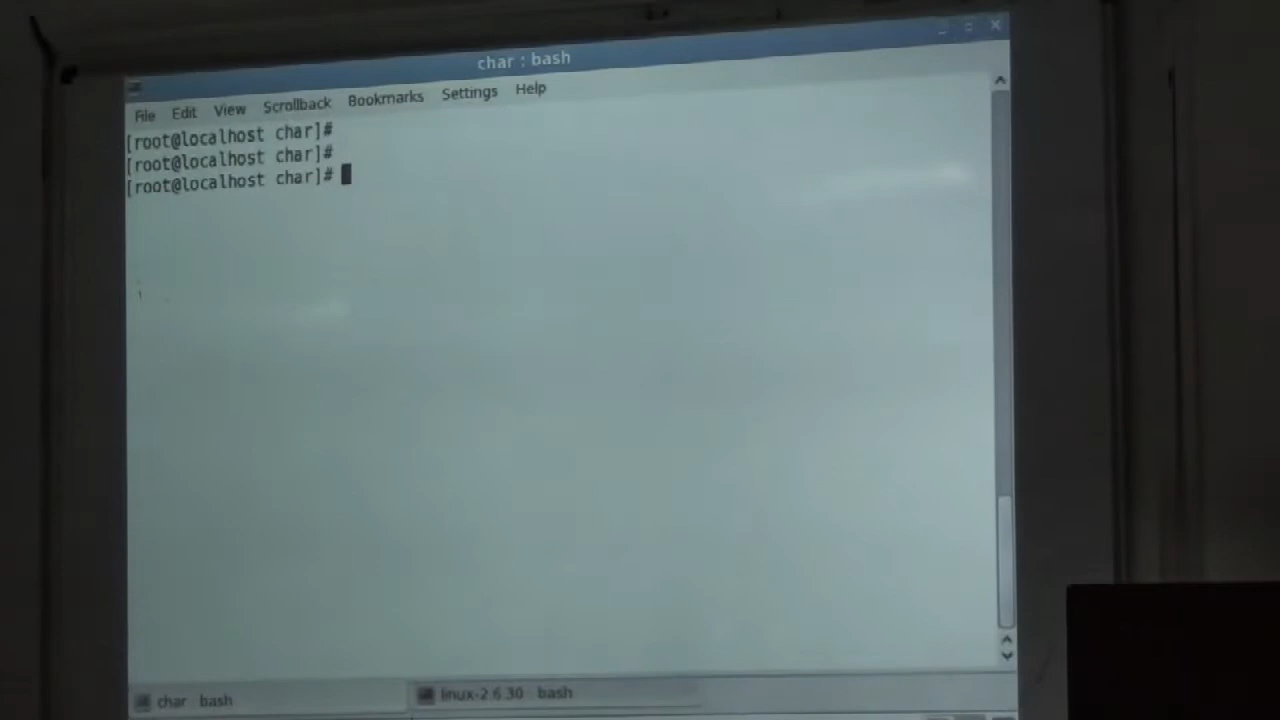 char : bash
File Edit View Scrollback Bookmarks Settings Help
[root@localhost char]#
[root@localhost char]#
[root@localhost char]#
char bash
linux-2.6.30 bash